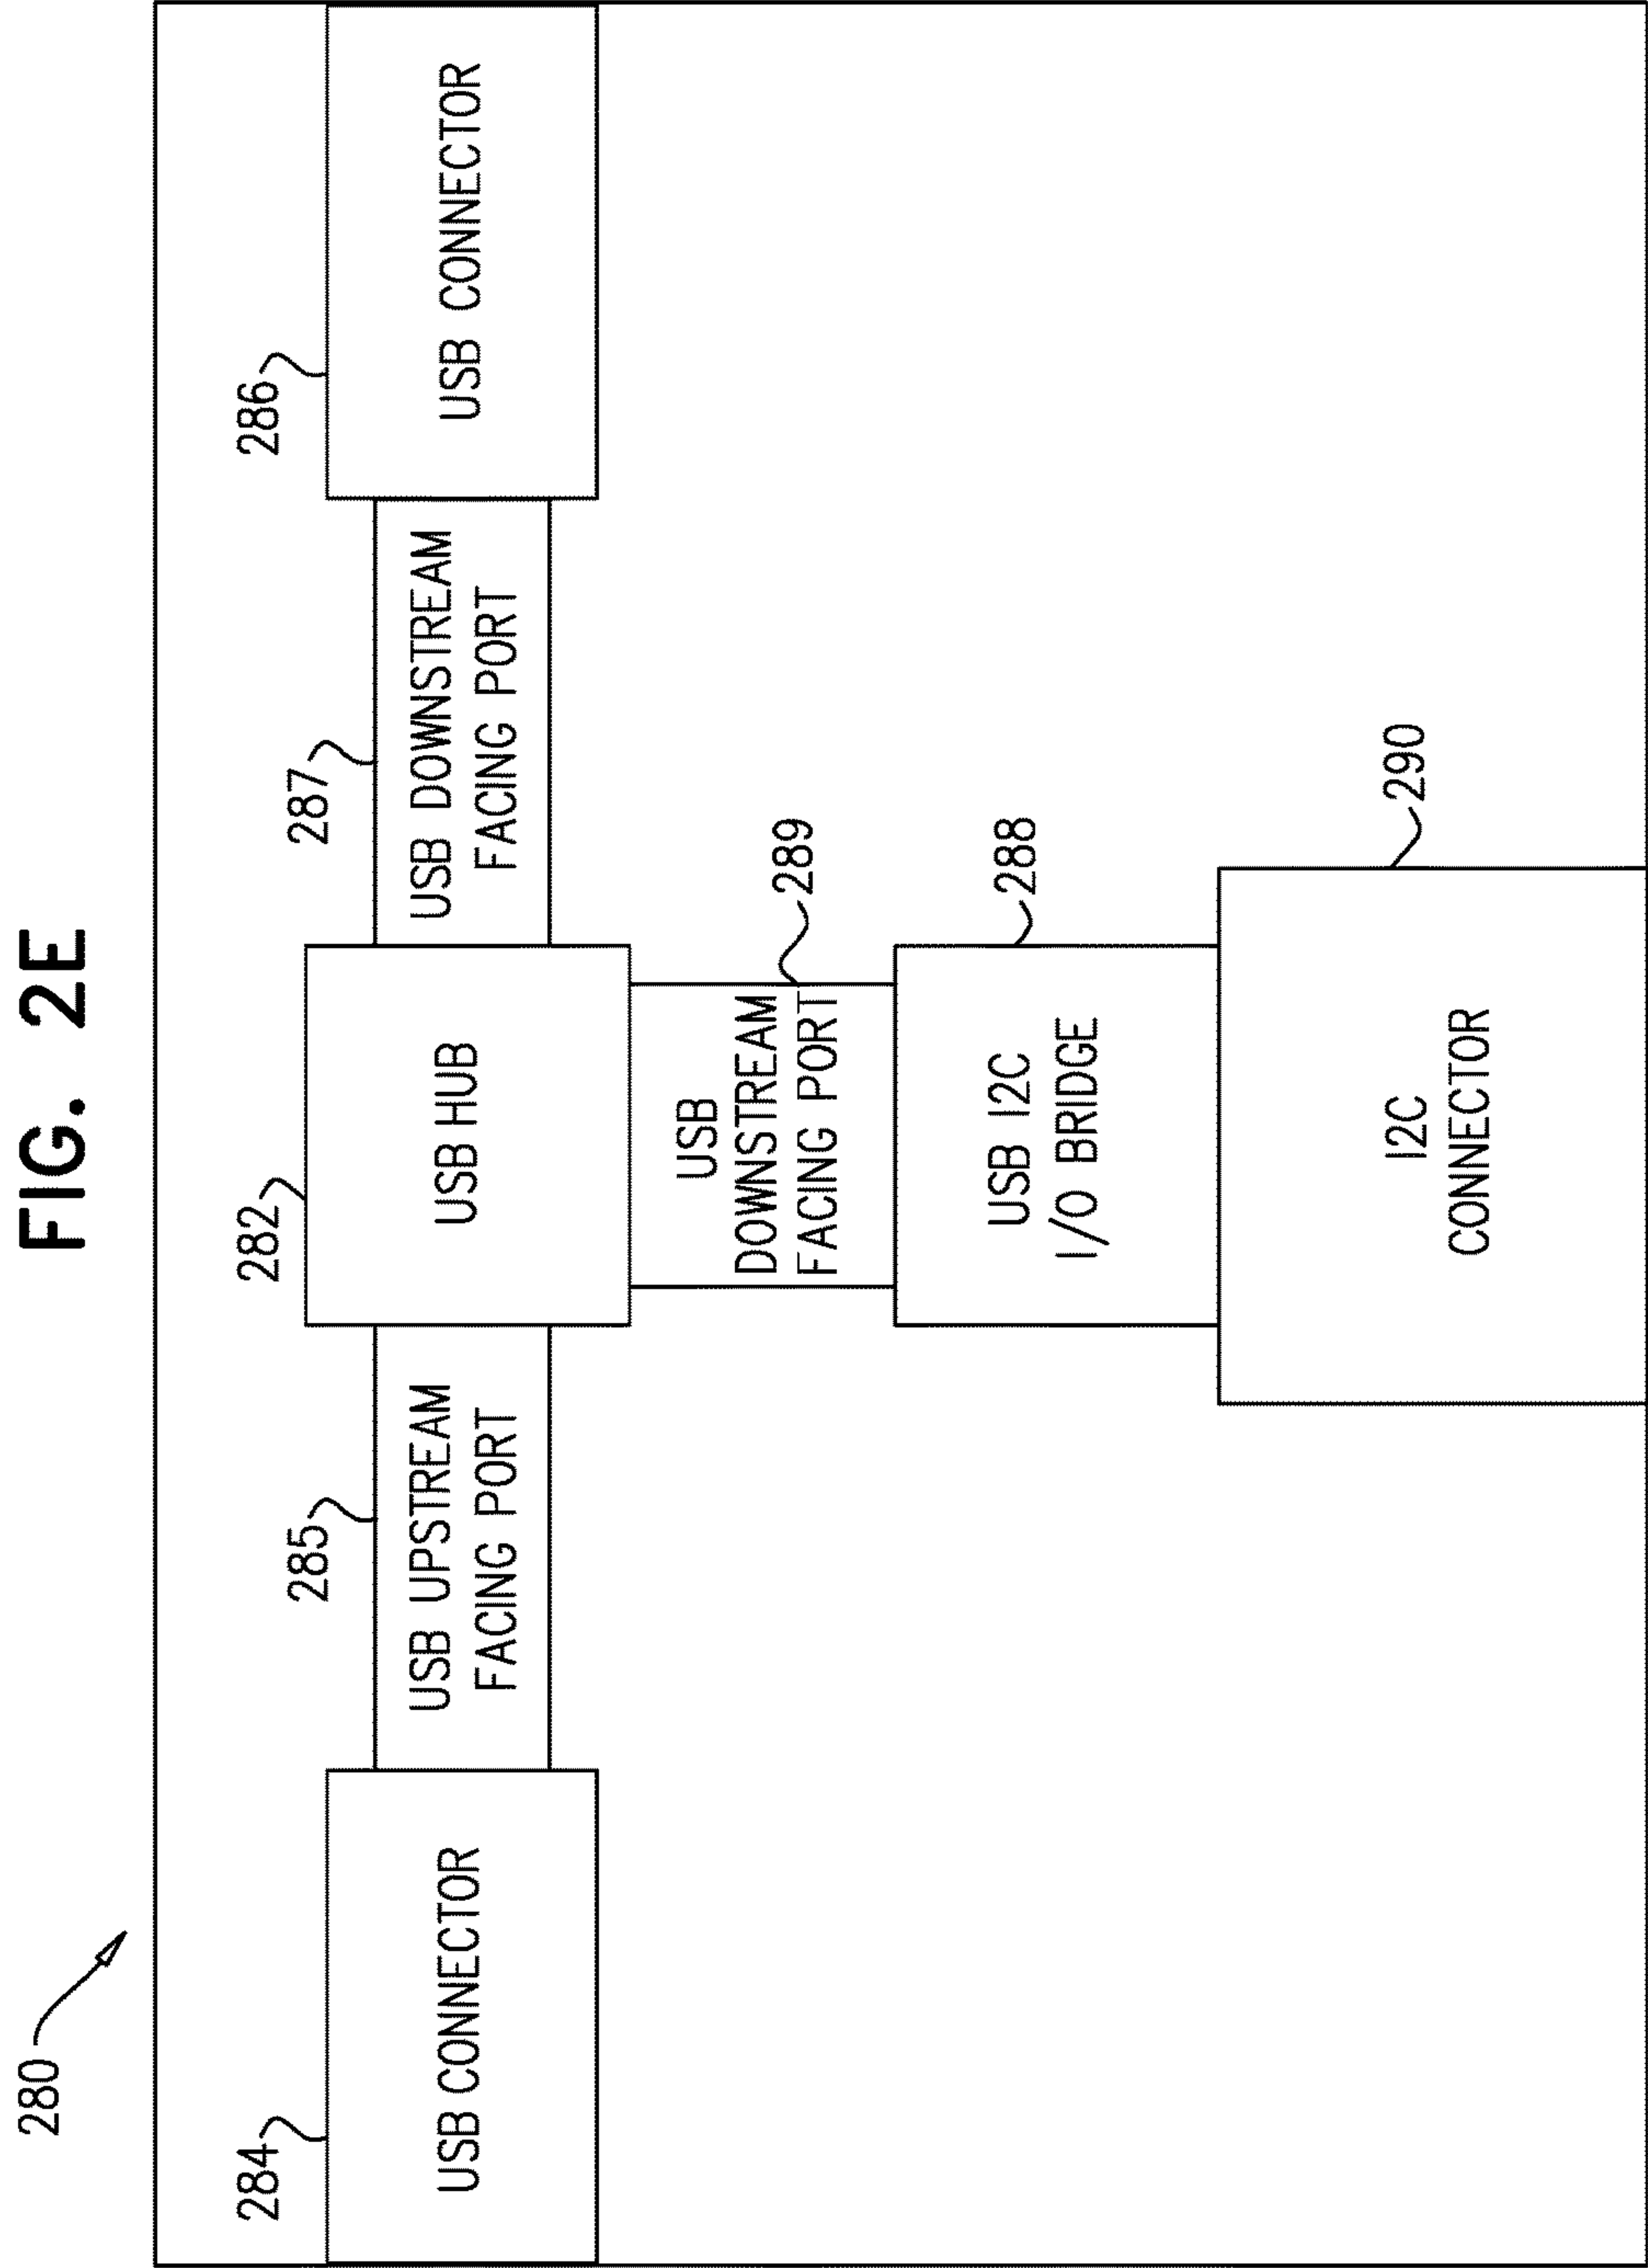 FIG. 2E
280
284
USB CONNECTOR
285
USB UPSTREAM
FACING PORT
282
USB HUB
287
USB DOWNSTREAM
FACING PORT
286
USB CONNECTOR
USB
DOWNSTREAM
FACING PORT
289
USB I2C
I/O BRIDGE
288
I2C
CONNECTOR
290